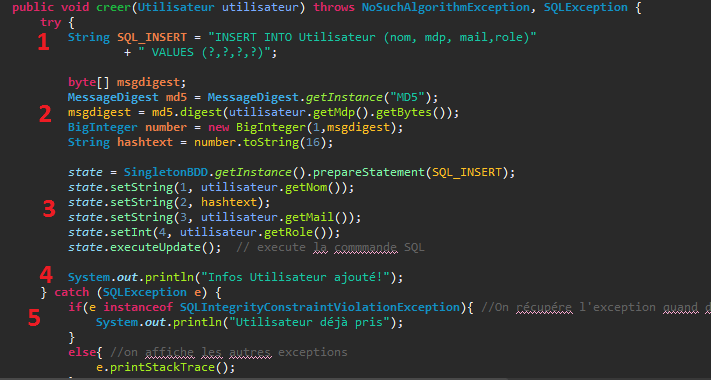 public void creer(Utilisateur utilisateur) throws NoSuchAlgorithmException, SQLException {
try {
1 String SQL_INSERT = "INSERT INTO Utilisateur (nom, mdp, mail,role)"
+ " VALUES (?,?,?,?)";
byte[] msgdigest;
MessageDigest md5 = MessageDigest.getInstance("MD5");
2 msgdigest = md5.digest(utilisateur.getMdp().getBytes());
BigInteger number = new BigInteger(1,msgdigest);
String hashtext = number.toString(16);
state = SingletonBDD.getInstance().prepareStatement(SQL_INSERT);
state.setString(1, utilisateur.getNom());
state.setString(2, hashtext);
3 state.setString(3, utilisateur.getMail());
state.setInt(4, utilisateur.getRole());
state.executeUpdate(); // execute la commmande SQL
4 System.out.println("Infos Utilisateur ajouté!");
} catch (SQLException e) {
5 if(e instanceof SQLIntegrityConstraintViolationException){ //On récupére l'exception quand d
System.out.println("Utilisateur déjà pris");
}
else{ //on affiche les autres exceptions
e.printStackTrace();